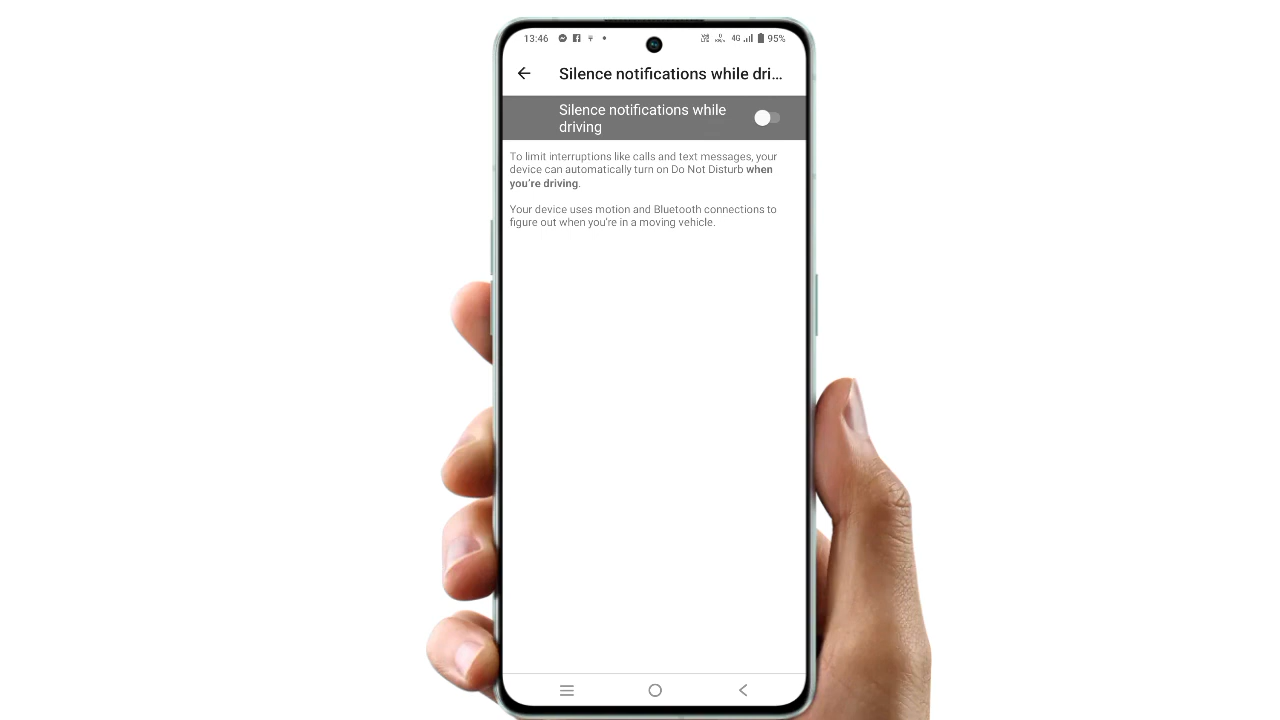 13:46 4G 95%
Silence notifications while dri...
Silence notifications while
driving
To limit interruptions like calls and text messages, your
device can automatically turn on Do Not Disturb when
you're driving.
Your device uses motion and Bluetooth connections to
figure out when you're in a moving vehicle.